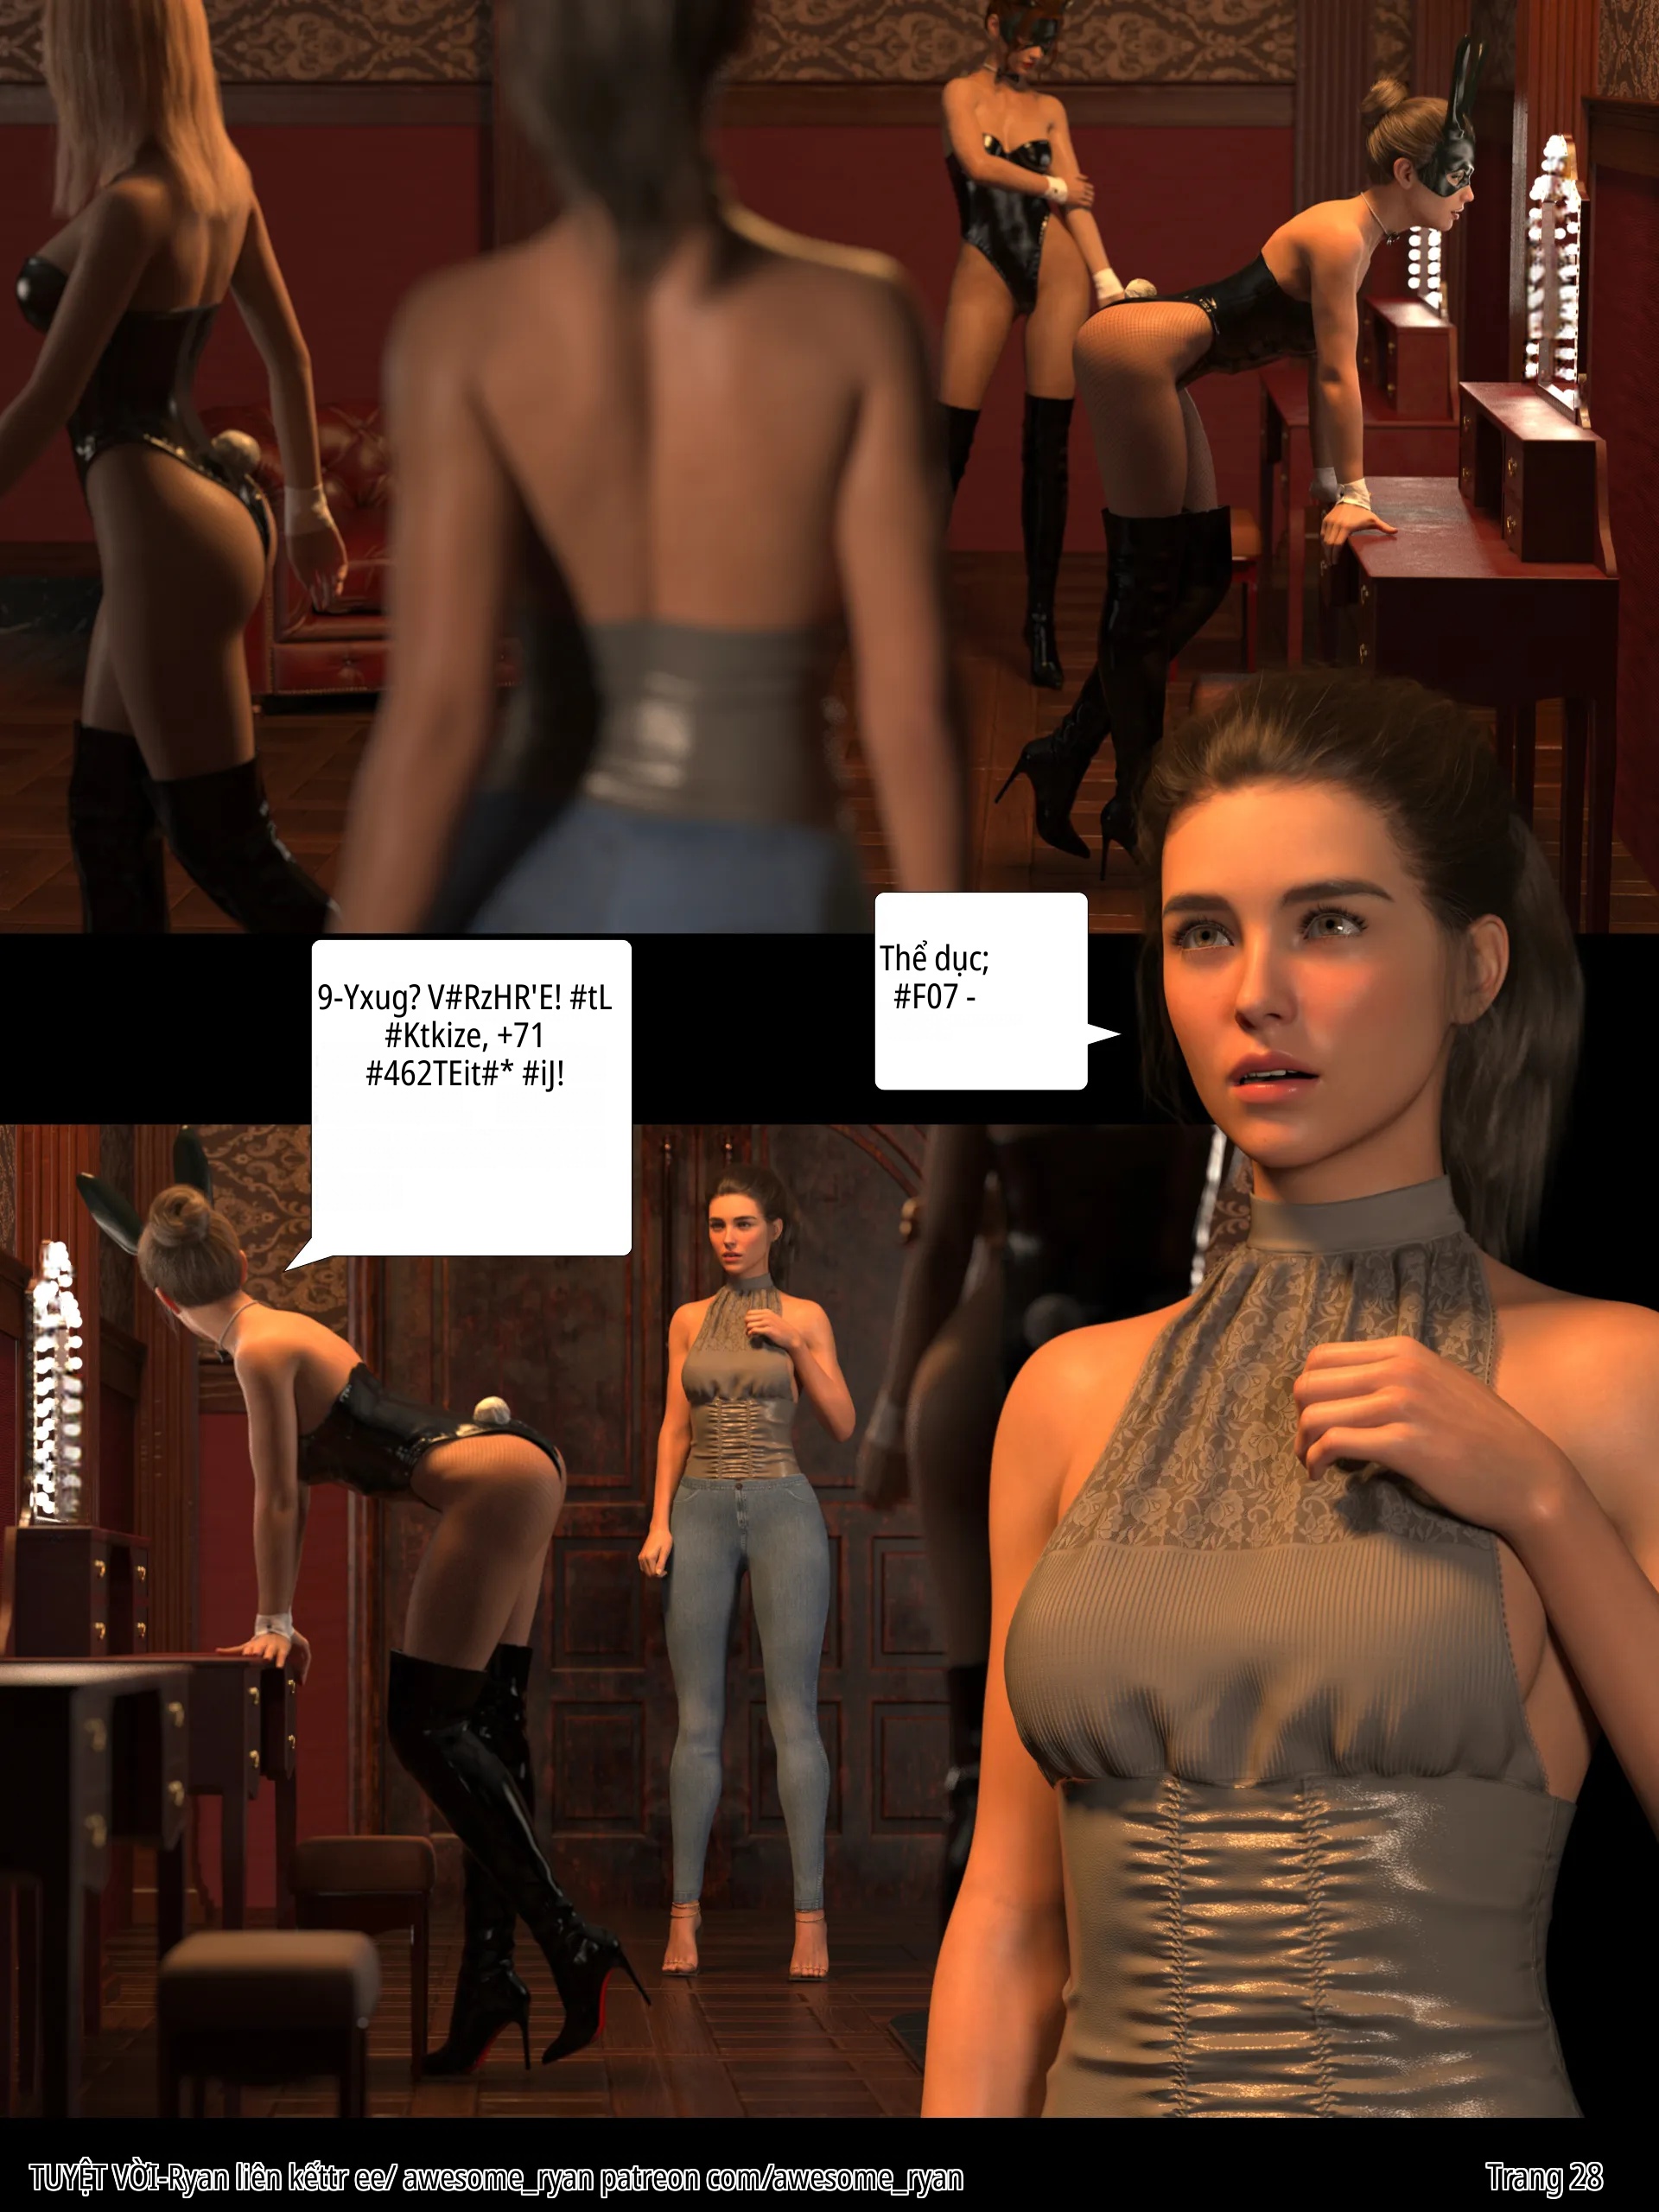 Thể dục;
#F07 -
9-Yxug? V#RzHR'E! #tL
#Ktkize, +71
#462TEit#* #iJ!
TUYỆT VỜI-Ryan liên kếttr ee/ awesome_ryan patreon com/awesome_ryan
Trang 28